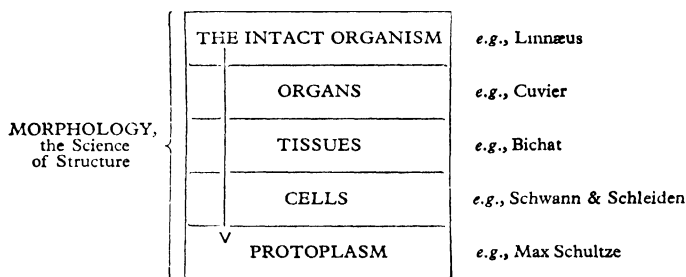 THE INTACT ORGANISM e.g., Linnæus
ORGANS e.g., Cuvier
MORPHOLOGY,
the Science
of Structure
TISSUES e.g., Bichat
CELLS e.g., Schwann & Schleiden
PROTOPLASM e.g., Max Schultze